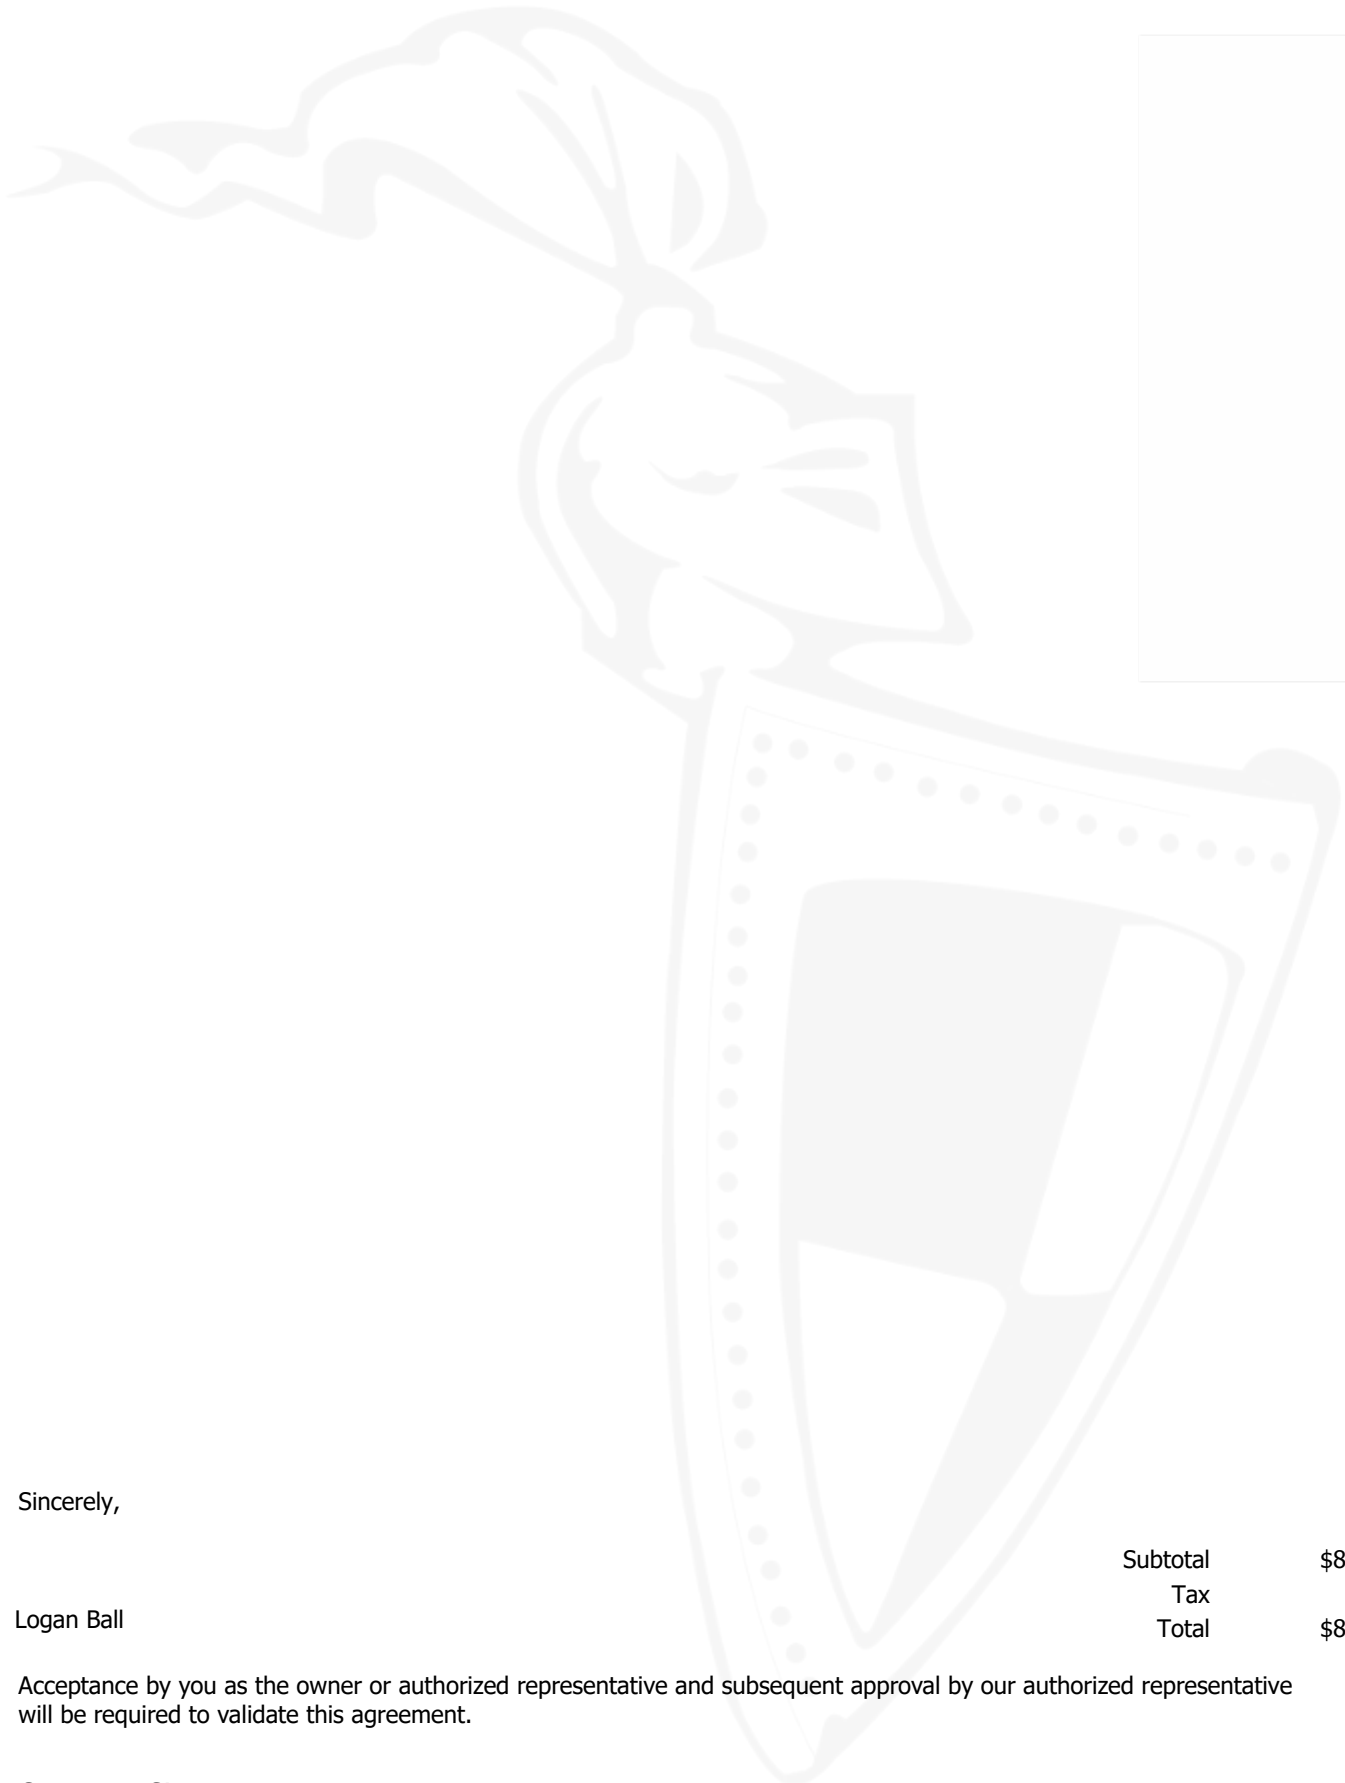 Sincerely,
Subtotal $8
Tax
Logan Ball
Total $8
Acceptance by you as the owner or authorized representative and subsequent approval by our authorized representative
will be required to validate this agreement.